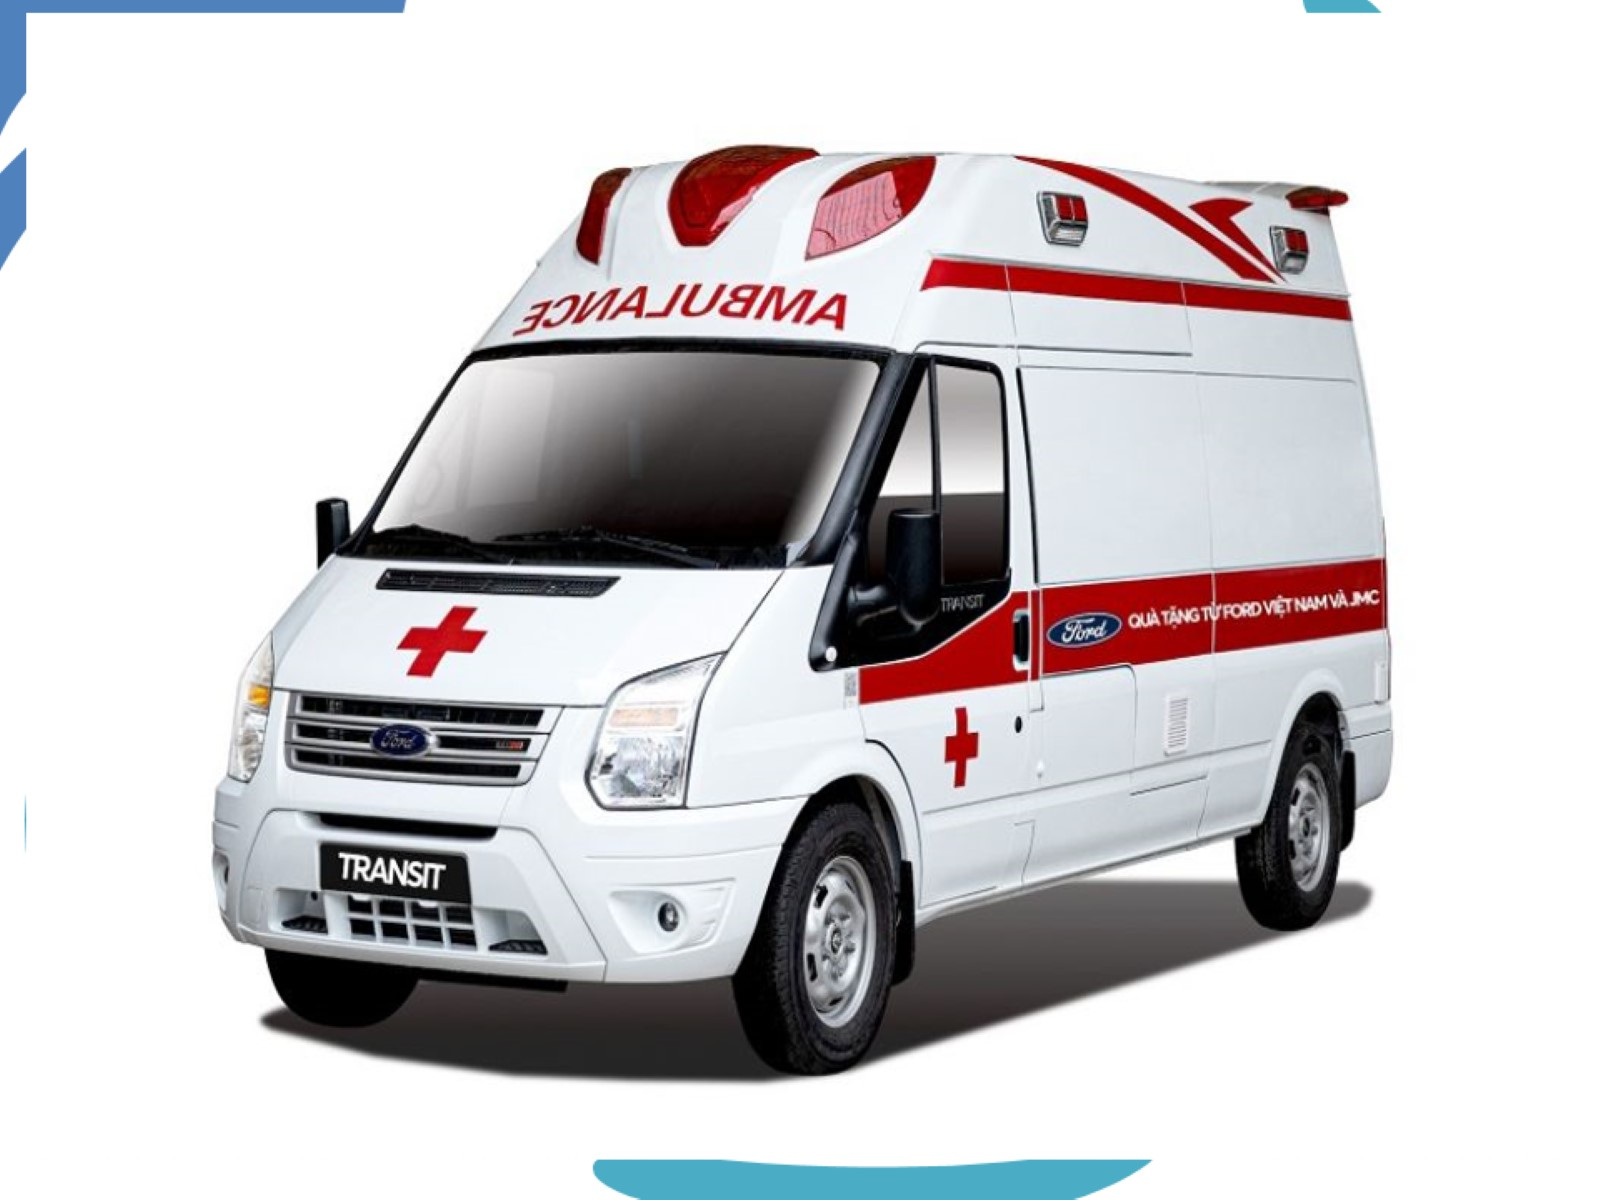 AMBULANCE
TRANSIT
Ford
QUÀ TẶNG TỪ FORD VIỆT NAM VÀ JMC
Ford
TRANSIT